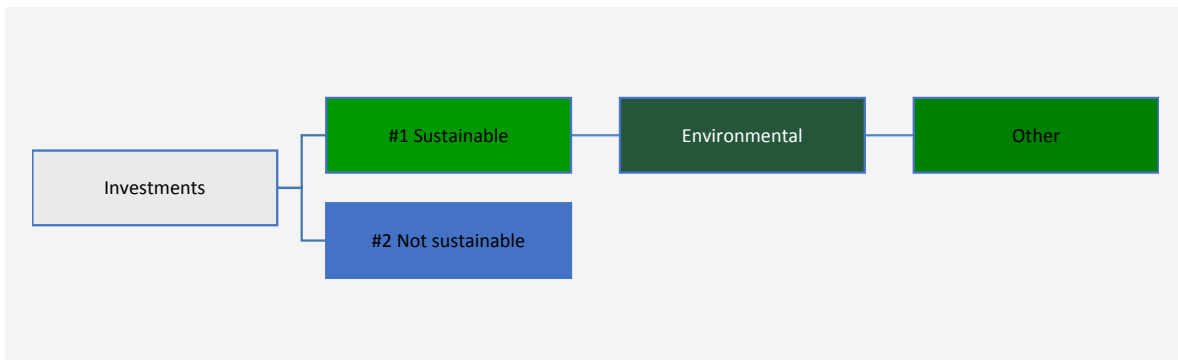 Investments
#1 Sustainable
Environmental
Other
#2 Not sustainable